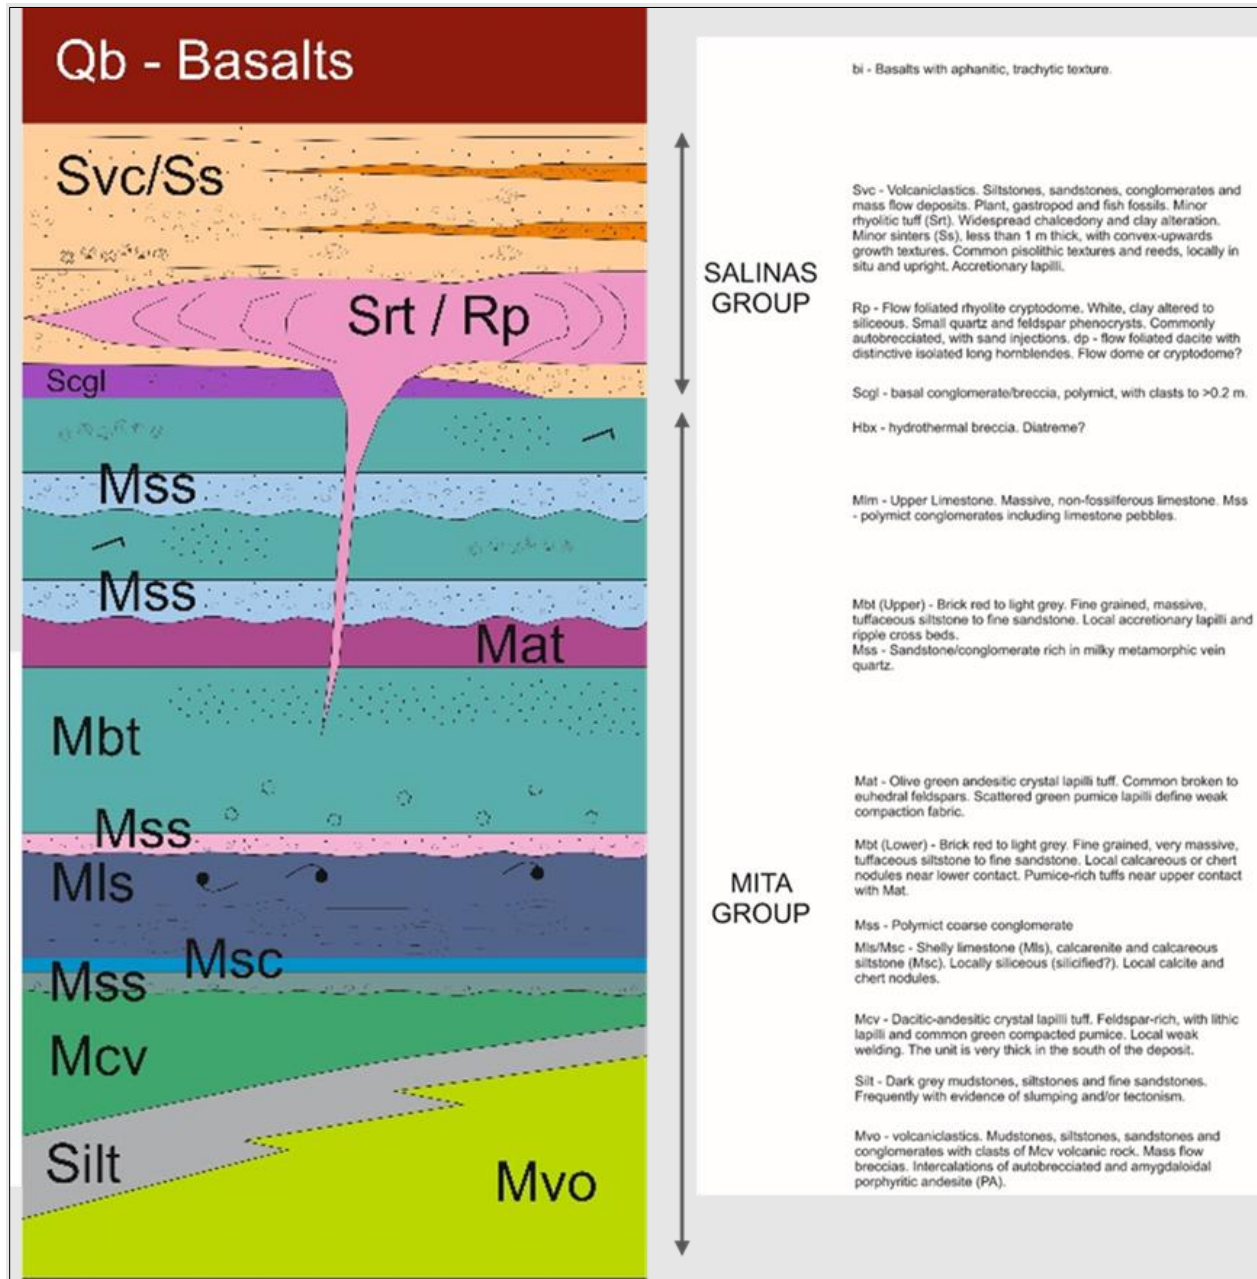 Qb - Basalts
Svc/Ss
Srt / Rp
Scgl
Mss
Mss
Mat
Mbt
Mss
Mls
Msc
Mss
Mcv
Silt
Mvo
SALINAS
GROUP
MITA
GROUP
bi - Basalts with aphanitic, trachytic texture.
Svc - Volcaniclastics. Siltstones, sandstones, conglomerates and
mass flow deposits. Plant, gastropod and fish fossils. Minor
rhyolitic tuff (Srt). Widespread chalcedony and clay alteration.
Minor sinters (Ss), less than 1 m thick, with convex-upwards
growth textures. Common pisolithic textures and reeds, locally in
situ and upright. Accretionary lapilli.
Rp - Flow foliated rhyolite cryptodome. White, clay altered to
siliceous. Small quartz and feldspar phenocrysts. Commonly
autobrecciated, with sand injections. dp - flow foliated dacite with
distinctive isolated long hornblendes. Flow dome or cryptodome?
Scgl - basal conglomerate/breccia, polymict, with clasts to >0.2 m.
Hbx - hydrothermal breccia. Diatreme?
Mlm - Upper Limestone. Massive, non-fossilferous limestone. Mss
- polymict conglomerates including limestone pebbles.
Mbt (Upper) - Brick red to light grey. Fine grained, massive,
tuffaceous siltstone to fine sandstone. Local accretionary lapilli and
ripple cross beds.
Mss - Sandstone/conglomerate rich in milky metamorphic vein
quartz.
Mat - Olive green andesitic crystal lapilli tuff. Common broken to
euhedral feldspars. Scattered green pumice lapilli define weak
compaction fabric.
Mbt (Lower) - Brick red to light grey. Fine grained, very massive,
tuffaceous siltstone to fine sandstone. Local calcareous or chert
nodules near lower contact. Pumice-rich tuffs near upper contact
with Mat.
Mss - Polymict coarse conglomerate
Mls/Msc - Shelly limestone (Mls), calcarenite and calcareous
siltstone (Msc). Locally siliceous (silicified?). Local calcite and
chert nodules.
Mcv - Dacitic-andesitic crystal lapilli tuff. Feldspar-rich, with lithic
lapilli and common green compacted pumice. Local weak
welding. The unit is very thick in the south of the deposit.
Silt - Dark grey mudstones, siltstones and fine sandstones.
Frequently with evidence of slumping and/or tectonism.
Mvo - volcaniclastics. Mudstones, siltstones, sandstones and
conglomerates with clasts of Mcv volcanic rock. Mass flow
breccias. Intercalations of autobrecciated and amygdaloidal
porphyritic andesite (PA).